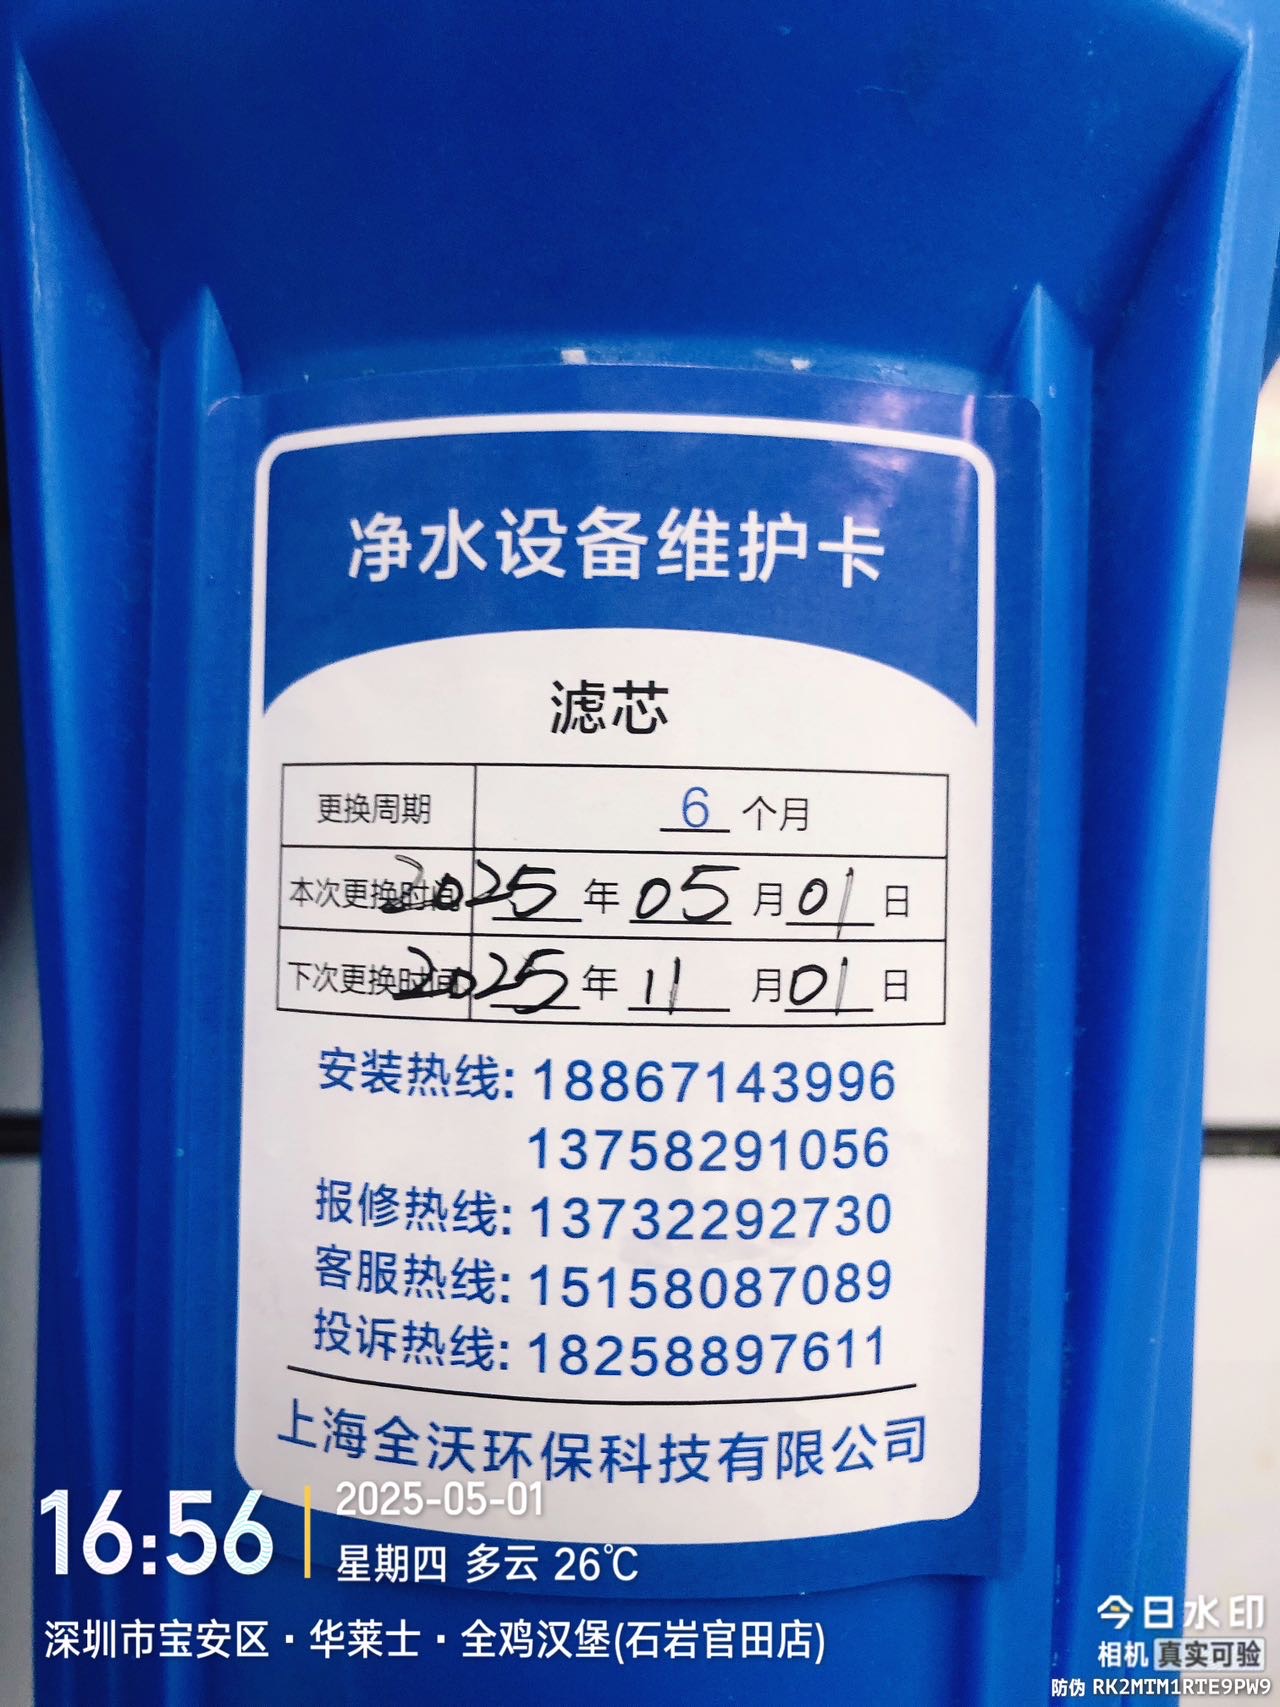 净水设备维护卡
滤芯
更换周期 6 个月
本次更换时间 2025 年 05 月 01 日
下次更换时间 2025 年 11 月 01 日
安装热线: 18867143996
13758291056
报修热线: 13732292730
客服热线: 15158087089
投诉热线: 18258897611
上海全沃环保科技有限公司
16:56 2025-05-01
星期四 多云 26℃
深圳市宝安区·华莱士·全鸡汉堡(石岩官田店)
今日水印
相机 真实可验
防伪 RK2MTM1RTE9PW9